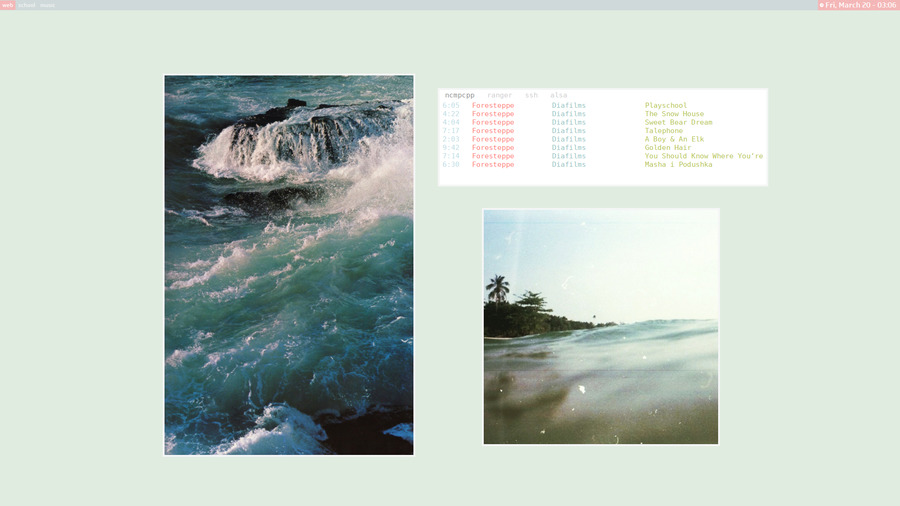 web school music
Fri, March 20 - 03:06
ncmpcpp ranger ssh alsa
6:05 Foresteppe Diafilms Playschool
4:22 Foresteppe Diafilms The Snow House
4:04 Foresteppe Diafilms Sweet Bear Dream
7:17 Foresteppe Diafilms Talephone
2:03 Foresteppe Diafilms A Boy & An Elk
9:42 Foresteppe Diafilms Golden Hair
7:14 Foresteppe Diafilms You Should Know Where You're
6:30 Foresteppe Diafilms Masha i Podushka